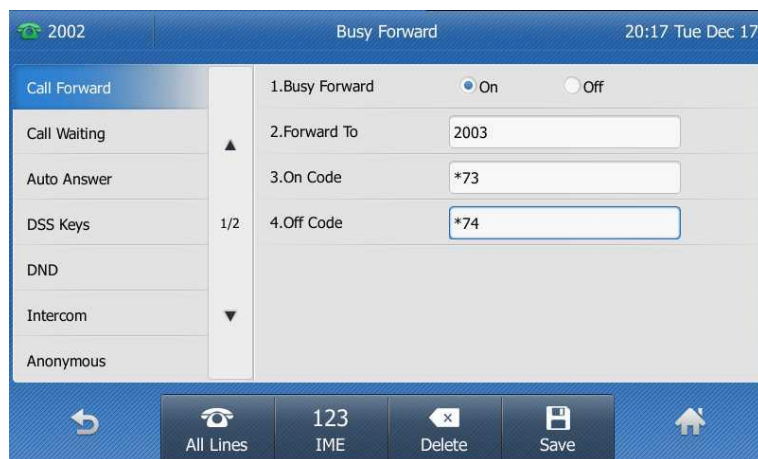 2002 Busy Forward 20:17 Tue Dec 17
Call Forward
Call Waiting
Auto Answer
DSS Keys
DND
Intercom
Anonymous
1/2
1.Busy Forward On Off
2.Forward To 2003
3.On Code *73
4.Off Code *74
All Lines
123
IME
Delete
Save